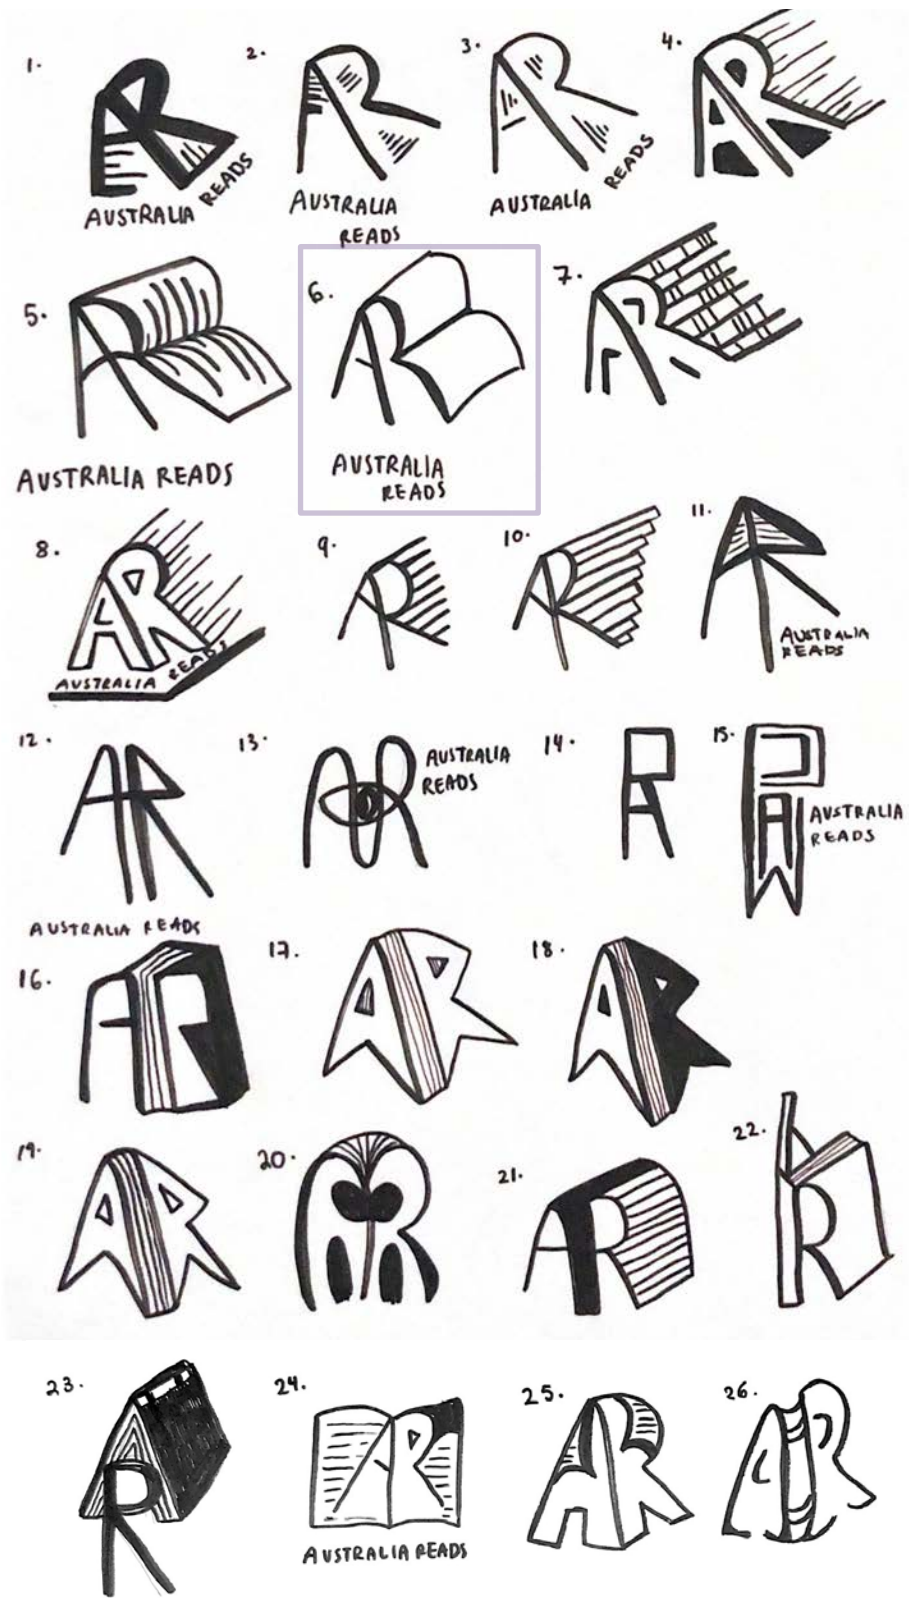 1.
2.
3.
4.
AUSTRALIA READS
AUSTRALIA
READS
AUSTRALIA READS
5.
6.
7.
AUSTRALIA READS
AUSTRALIA
READS
8.
9.
10.
11.
AUSTRALIA READS
AUSTRALIA
READS
12.
13.
14.
15.
AUSTRALIA
READS
AUSTRALIA
READS
AUSTRALIA READS
16.
17.
18.
19.
20.
21.
22.
23.
24.
25.
26.
AUSTRALIA READS